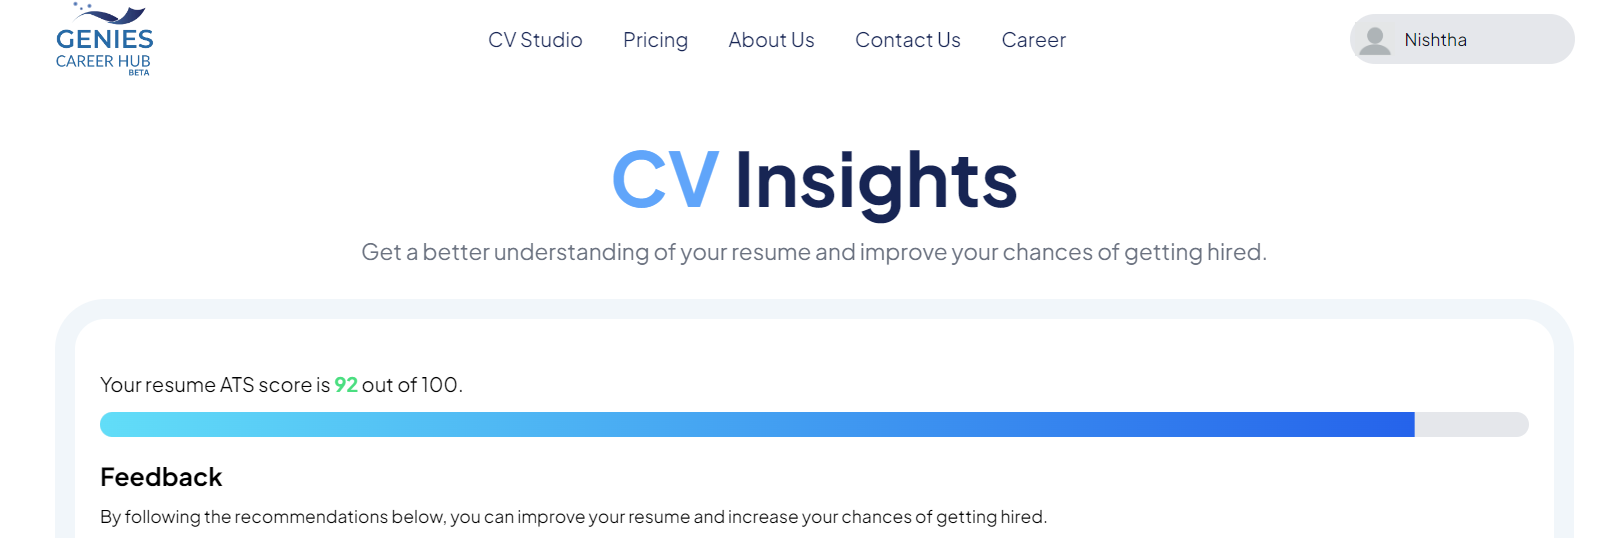 GENIES
CAREER HUB
BETA
CV Studio Pricing About Us Contact Us Career
Nishtha
CV Insights
Get a better understanding of your resume and improve your chances of getting hired.
Your resume ATS score is 92 out of 100.
Feedback
By following the recommendations below, you can improve your resume and increase your chances of getting hired.